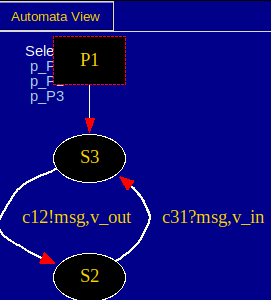 Automata View
Sele
p_P
P1
p_P
p_P3
S3
c12!msg,v_out
c31?msg,v_in
S2